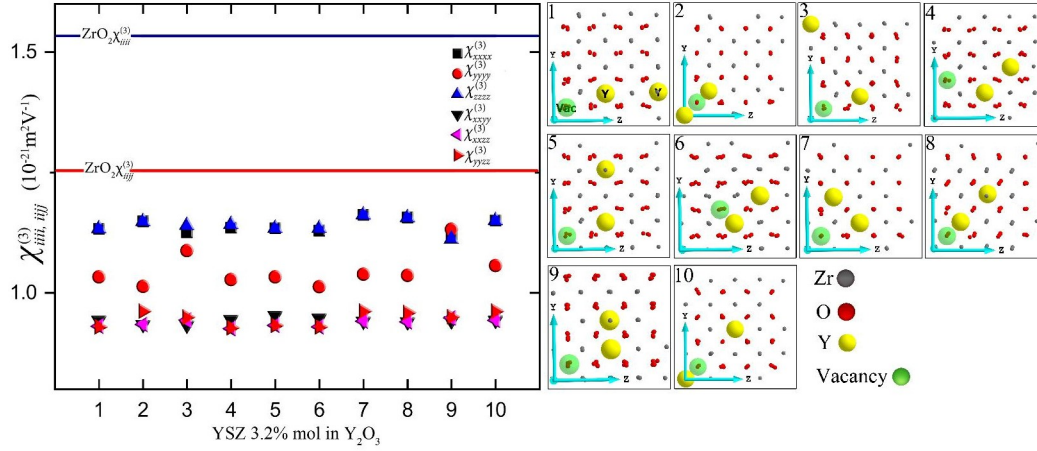 1.5
1.0
χ(3)iiii, iijj (10-21m2V-1)
ZrO2χ(3)iiii
ZrO2χ(3)iijj
χ(3)xxxx
χ(3)yyyy
χ(3)zzzz
χ(3)xxyy
χ(3)xxzz
χ(3)yyzz
1 2 3 4 5 6 7 8 9 10
YSZ 3.2% mol in Y2O3
1
Y
Y Y
Vac
Z
2
Y
Z
3
Y
Z
4
Y
Z
5
Y
Z
6
Y
Z
7
Y
Z
8
Y
Z
9
Y
Z
10
Y
Z
Zr
O
Y
Vacancy